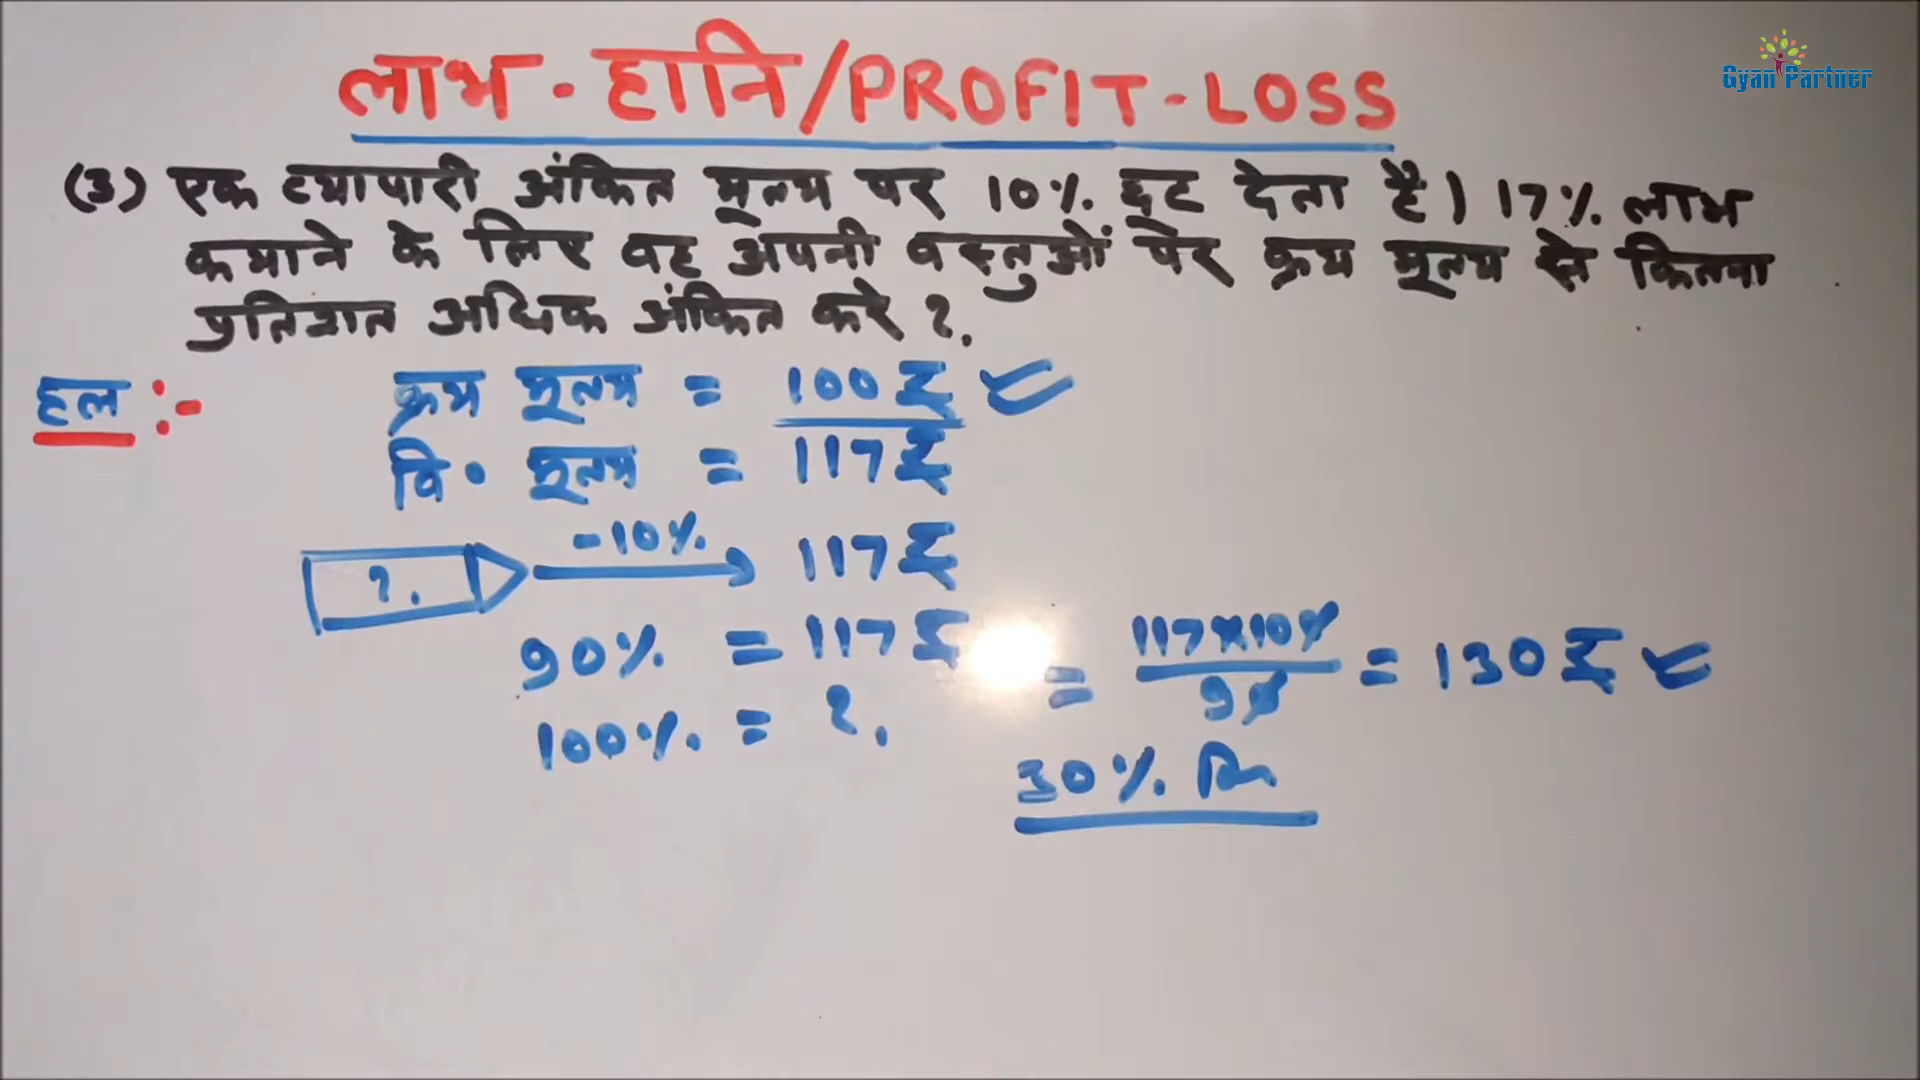 लाभ - हानि/PROFIT-LOSS
Gyan Partner
(3) एक व्यापारी अंकित मूल्य पर 10% छूट देता है। 17% लाभ
कमाने के लिए वह अपनी वस्तुओं पर क्रय मूल्य से कितना
प्रतिशत अधिक अंकित करे ?.
हल :-
क्रय मूल्य = 100₹
वि॰ मूल्य = 117₹
?. -10% 117₹
90% = 117₹
= 117×100/90 = 130₹
100% = ?.
30%